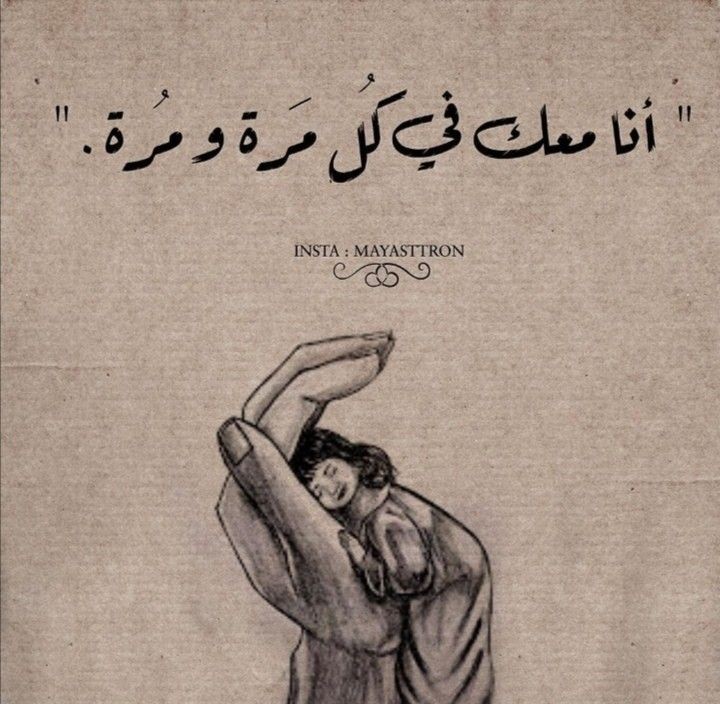 " أنا معك في كُل مَرة و مُرة . "
INSTA : MAYASTTRON